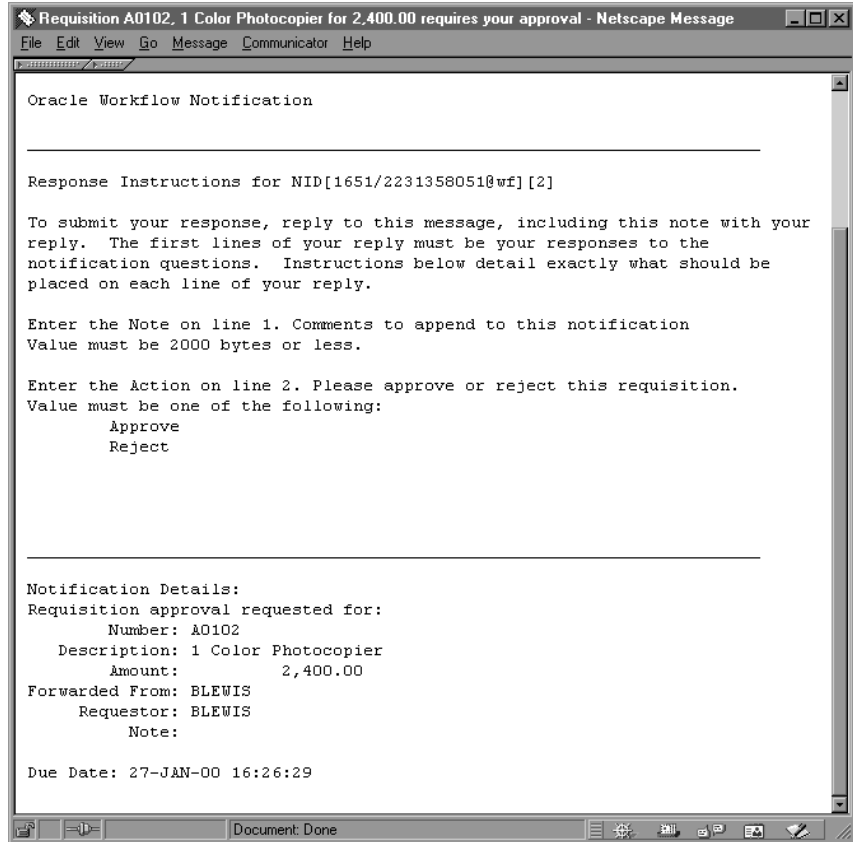 Requisition A0102, 1 Color Photocopier for 2,400.00 requires your approval - Netscape Message
File Edit View Go Message Communicator Help
Oracle Workflow Notification
Response Instructions for NID[1651/2231358051@wf][2]
To submit your response, reply to this message, including this note with your
reply. The first lines of your reply must be your responses to the
notification questions. Instructions below detail exactly what should be
placed on each line of your reply.
Enter the Note on line 1. Comments to append to this notification
Value must be 2000 bytes or less.
Enter the Action on line 2. Please approve or reject this requisition.
Value must be one of the following:
Approve
Reject
Notification Details:
Requisition approval requested for:
Number: A0102
Description: 1 Color Photocopier
Amount: 2,400.00
Forwarded From: BLEWIS
Requestor: BLEWIS
Note:
Due Date: 27-JAN-00 16:26:29
Document: Done